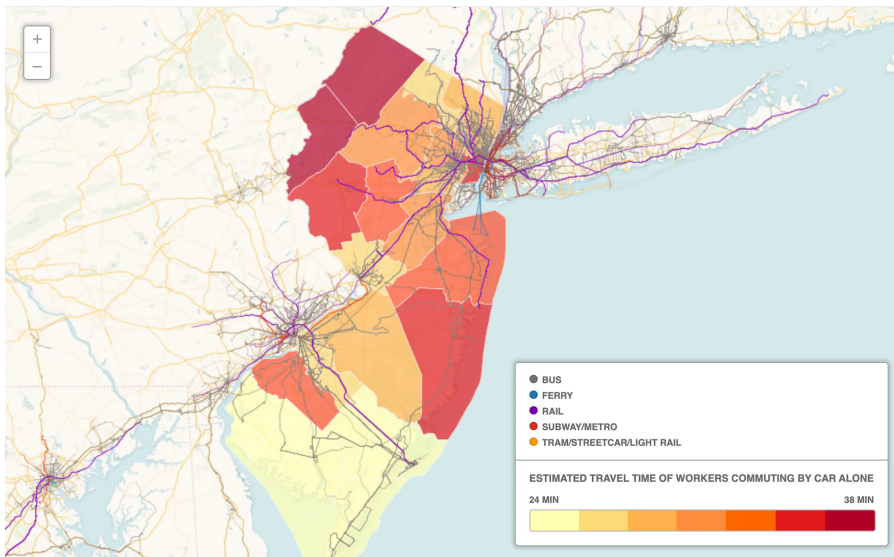 +
−
BUS
FERRY
RAIL
SUBWAY/METRO
TRAM/STREETCAR/LIGHT RAIL
ESTIMATED TRAVEL TIME OF WORKERS COMMUTING BY CAR ALONE
24 MIN 38 MIN